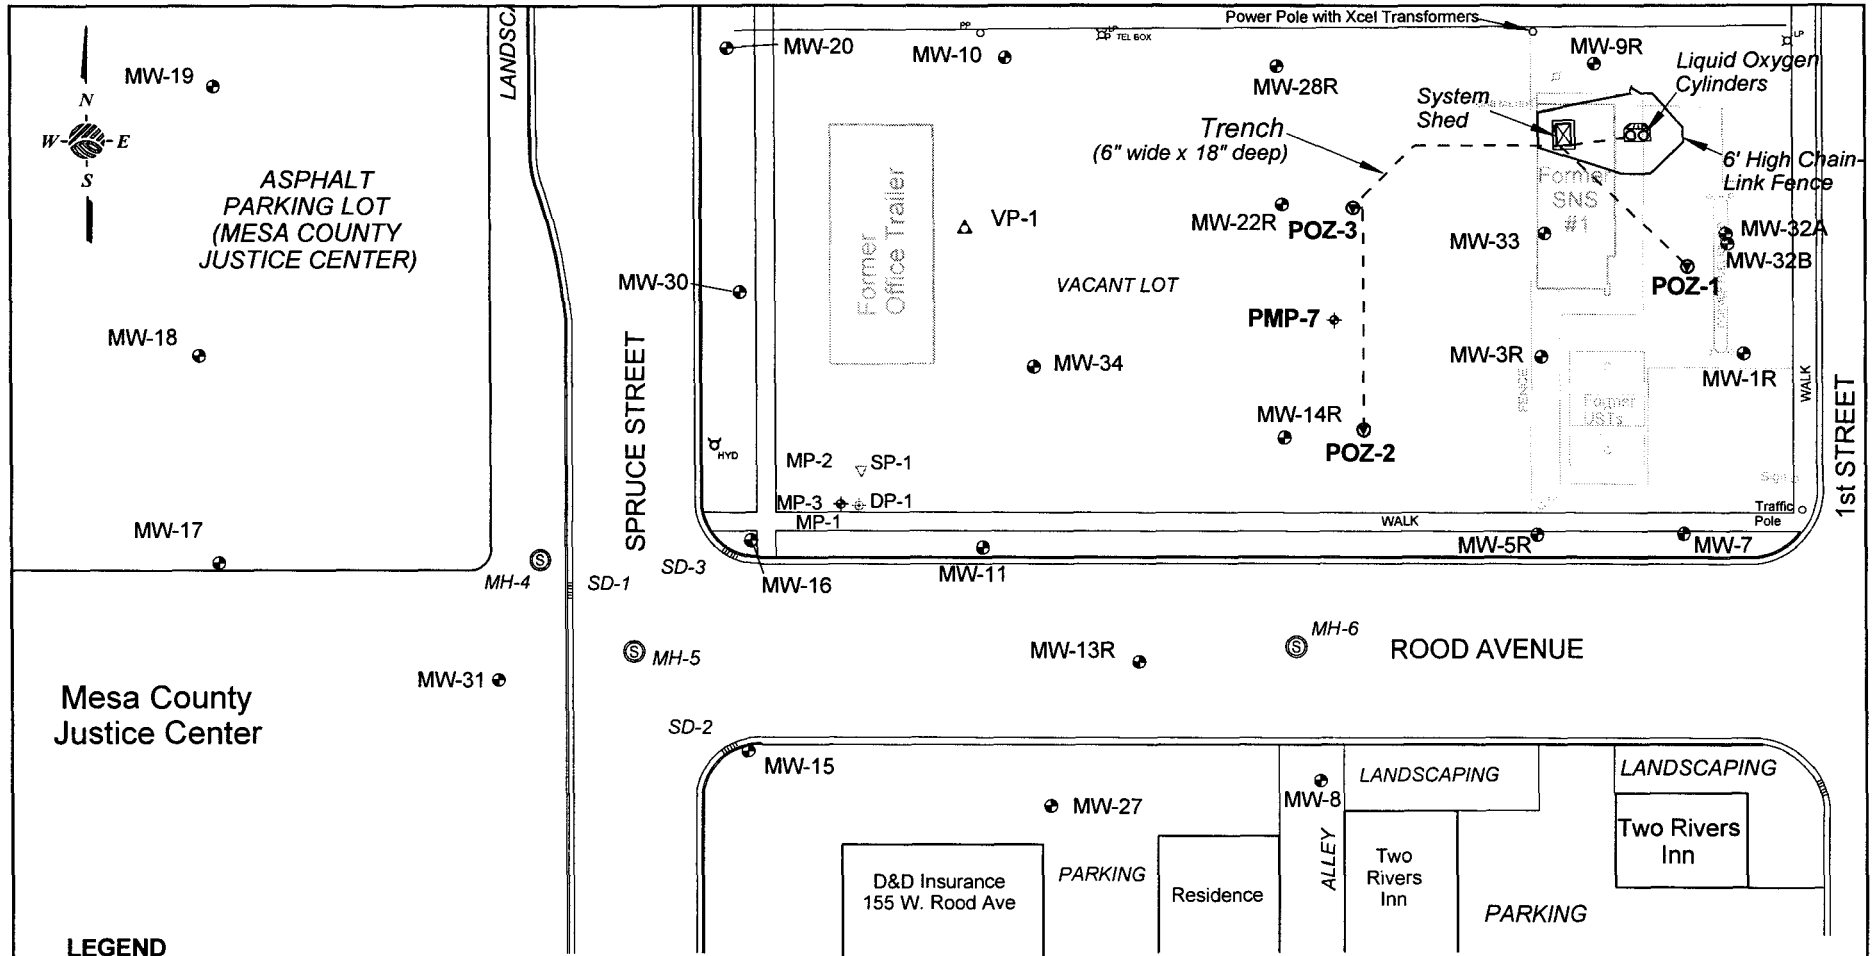 Power Pole with Xcel Transformers
PP
LP
TEL BOX
LP
MW-20
MW-10
MW-9R
MW-19
MW-28R
Liquid Oxygen
Cylinders
System
Shed
N
W
E
S
Trench
(6" wide x 18" deep)
6' High Chain-
Link Fence
ASPHALT
PARKING LOT
(MESA COUNTY
JUSTICE CENTER)
Former
Office Trailer
VP-1
MW-22R
POZ-3
Former
SNS
#1
MW-33
MW-32A
MW-32B
POZ-1
MW-30
VACANT LOT
PMP-7
MW-18
MW-34
MW-3R
MW-1R
SPRUCE STREET
FENCE
WALK
1st STREET
Former
USTs
MW-14R
POZ-2
HYD
MP-2
SP-1
Sign
MP-3
DP-1
MP-1
WALK
Traffic
Pole
MW-17
MW-5R
MW-7
S
MH-4
SD-1
SD-3
MW-16
MW-11
S
MH-5
MW-13R
S
MH-6
ROOD AVENUE
Mesa County
Justice Center
MW-31
SD-2
MW-15
MW-27
MW-8
LANDSCAPING
LANDSCAPING
Two Rivers
Inn
D&D Insurance
155 W. Rood Ave
PARKING
Residence
ALLEY
Two
Rivers
Inn
PARKING
LEGEND